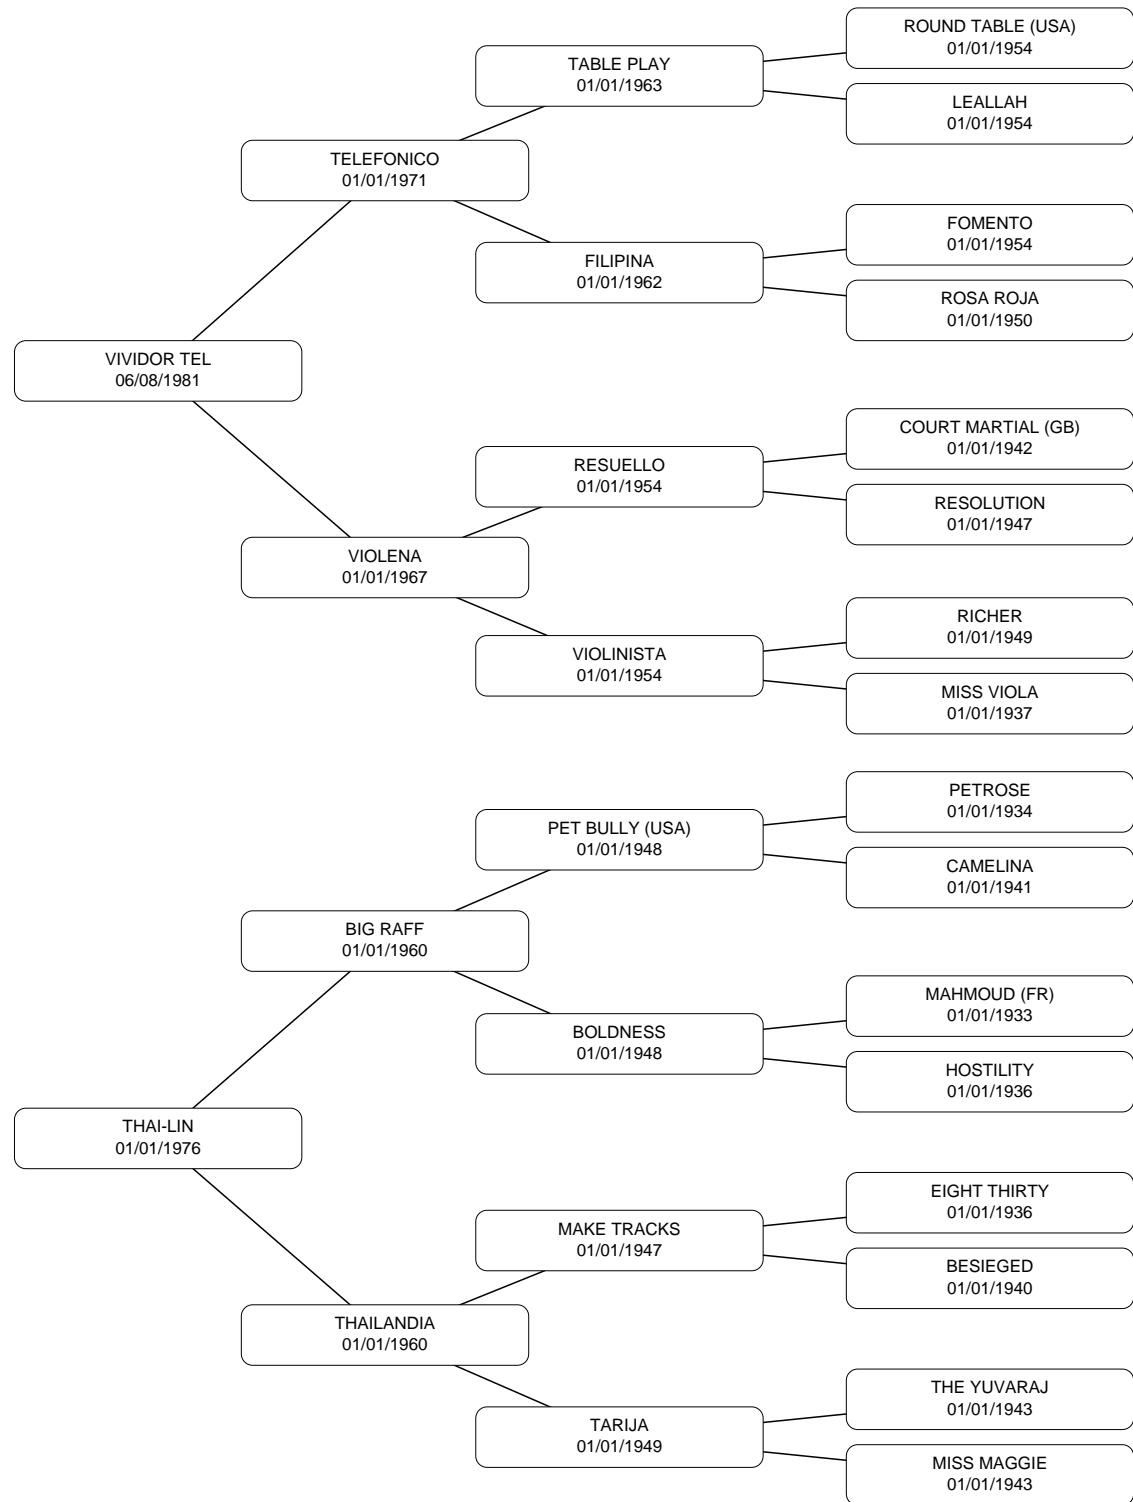 ROUND TABLE (USA)
01/01/1954
TABLE PLAY
01/01/1963
LEALLAH
01/01/1954
TELEFONICO
01/01/1971
FOMENTO
01/01/1954
FILIPINA
01/01/1962
ROSA ROJA
01/01/1950
VIVIDOR TEL
06/08/1981
COURT MARTIAL (GB)
01/01/1942
RESUELLO
01/01/1954
RESOLUTION
01/01/1947
VIOLENA
01/01/1967
RICHER
01/01/1949
VIOLINISTA
01/01/1954
MISS VIOLA
01/01/1937
PETROSE
01/01/1934
PET BULLY (USA)
01/01/1948
CAMELINA
01/01/1941
BIG RAFF
01/01/1960
MAHMOUD (FR)
01/01/1933
BOLDNESS
01/01/1948
HOSTILITY
01/01/1936
THAI-LIN
01/01/1976
EIGHT THIRTY
01/01/1936
MAKE TRACKS
01/01/1947
BESIEGED
01/01/1940
THAILANDIA
01/01/1960
THE YUVARAJ
01/01/1943
TARIJA
01/01/1949
MISS MAGGIE
01/01/1943